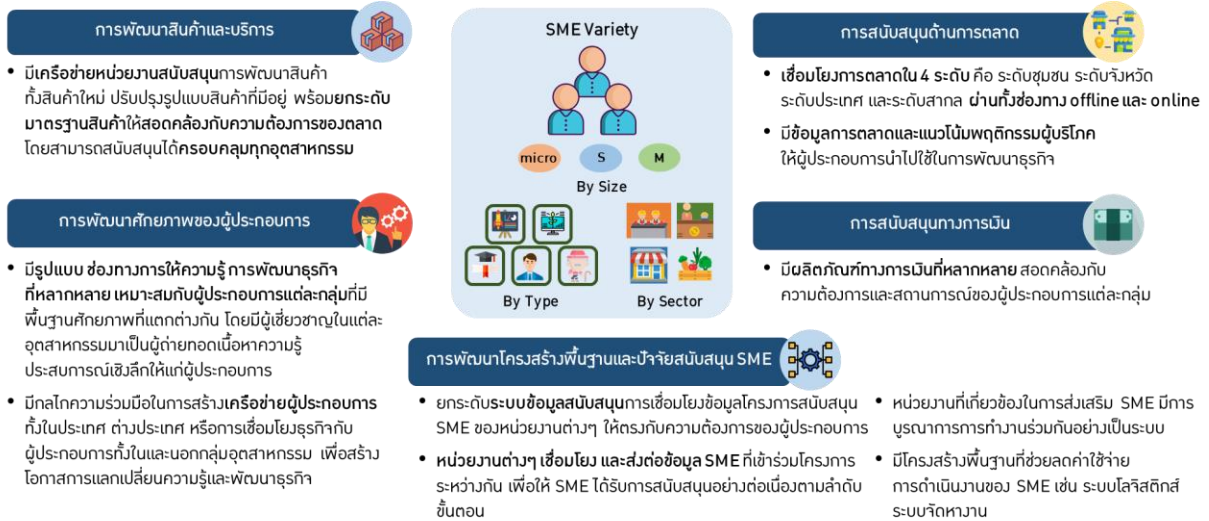 การพัฒนาสินค้าและบริการ
• มีเครือข่ายหน่วยงานสนับสนุนการพัฒนาสินค้า
ทั้งสินค้าใหม่ ปรับปรุงรูปแบบสินค้าที่มีอยู่ พร้อมยกระดับ
มาตรฐานสินค้าให้สอดคล้องกับความต้องการของตลาด
โดยสามารถสนับสนุนได้ครอบคลุมทุกอุตสาหกรรม
การพัฒนาศักยภาพของผู้ประกอบการ
• มีรูปแบบ ช่องทางการให้ความรู้ การพัฒนาธุรกิจ
ที่หลากหลาย เหมาะสมกับผู้ประกอบการแต่ละกลุ่มที่มี
พื้นฐานศักยภาพที่แตกต่างกัน โดยมีผู้เชี่ยวชาญในแต่ละ
อุตสาหกรรมมาเป็นผู้ถ่ายทอดเนื้อหาความรู้
ประสบการณ์เชิงลึกให้แก่ผู้ประกอบการ
• มีกลไกความร่วมมือในการสร้างเครือข่ายผู้ประกอบการ
ทั้งในประเทศ ต่างประเทศ หรือการเชื่อมโยงธุรกิจกับ
ผู้ประกอบการทั้งในและนอกกลุ่มอุตสาหกรรม เพื่อสร้าง
โอกาสการแลกเปลี่ยนความรู้และพัฒนาธุรกิจ
SME Variety
micro S M
By Size
By Type By Sector
การสนับสนุนด้านการตลาด
• เชื่อมโยงการตลาดใน 4 ระดับ คือ ระดับชุมชน ระดับจังหวัด
ระดับประเทศ และระดับสากล ผ่านทั้งช่องทาง offline และ online
• มีข้อมูลการตลาดและแนวโน้มพฤติกรรมผู้บริโภค
ให้ผู้ประกอบการนำไปใช้ในการพัฒนาธุรกิจ
การสนับสนุนทางการเงิน
• มีผลิตภัณฑ์ทางการเงินที่หลากหลาย สอดคล้องกับ
ความต้องการและสถานการณ์ของผู้ประกอบการแต่ละกลุ่ม
การพัฒนาโครงสร้างพื้นฐานและปัจจัยสนับสนุน SME
• ยกระดับระบบข้อมูลสนับสนุนการเชื่อมโยงข้อมูลโครงการสนับสนุน
SME ของหน่วยงานต่างๆ ให้ตรงกับความต้องการของผู้ประกอบการ
• หน่วยงานต่างๆ เชื่อมโยง และส่งต่อข้อมูล SME ที่เข้าร่วมโครงการ
ระหว่างกัน เพื่อให้ SME ได้รับการสนับสนุนอย่างต่อเนื่องตามลำดับ
ขั้นตอน
• หน่วยงานที่เกี่ยวข้องในการส่งเสริม SME มีการ
บูรณาการการทำงานร่วมกันอย่างเป็นระบบ
• มีโครงสร้างพื้นฐานที่ช่วยลดค่าใช้จ่าย
การดำเนินงานของ SME เช่น ระบบโลจิสติกส์
ระบบจัดหางาน